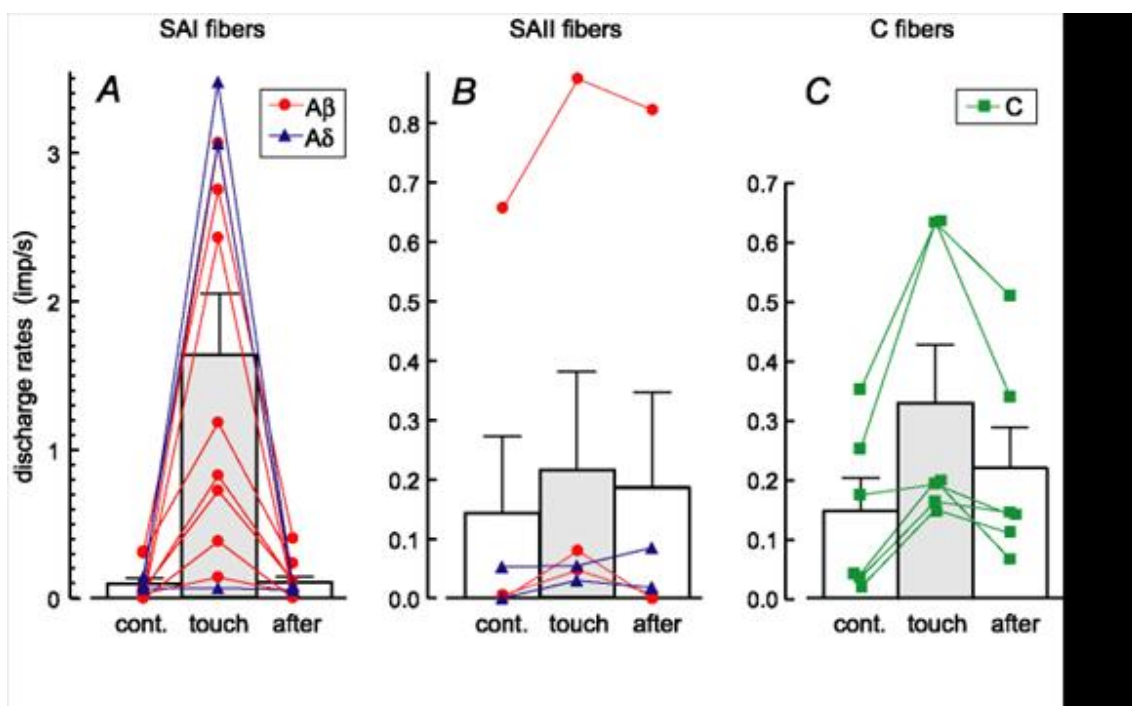 SAI fibers
SAII fibers
C fibers
A
B
C
Aβ
Aδ
C
discharge rates (imp/s)
3
2
1
0
0.8
0.7
0.6
0.5
0.4
0.3
0.2
0.1
0.0
0.7
0.6
0.5
0.4
0.3
0.2
0.1
0.0
cont. touch after
cont. touch after
cont. touch after